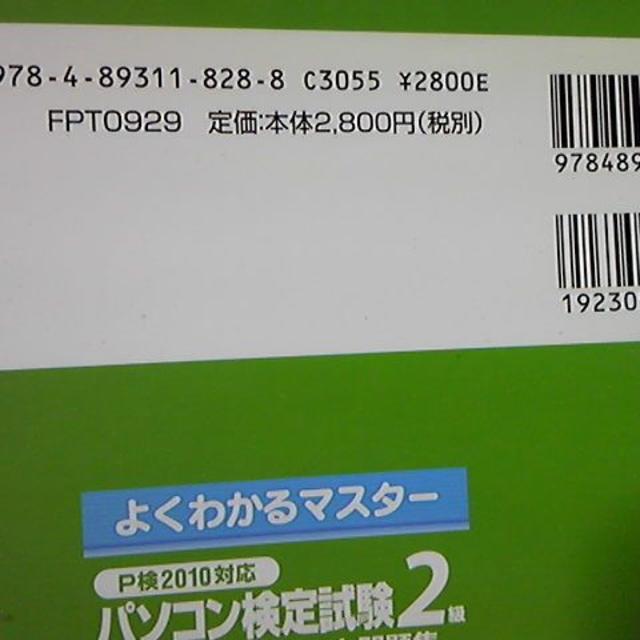 978-4-89311-828-8 C3055 ¥2800E
FPT0929 定価:本体2,800円(税別)
978489
19230
よくわかるマスター
P検2010対応
パソコン検定試験2級